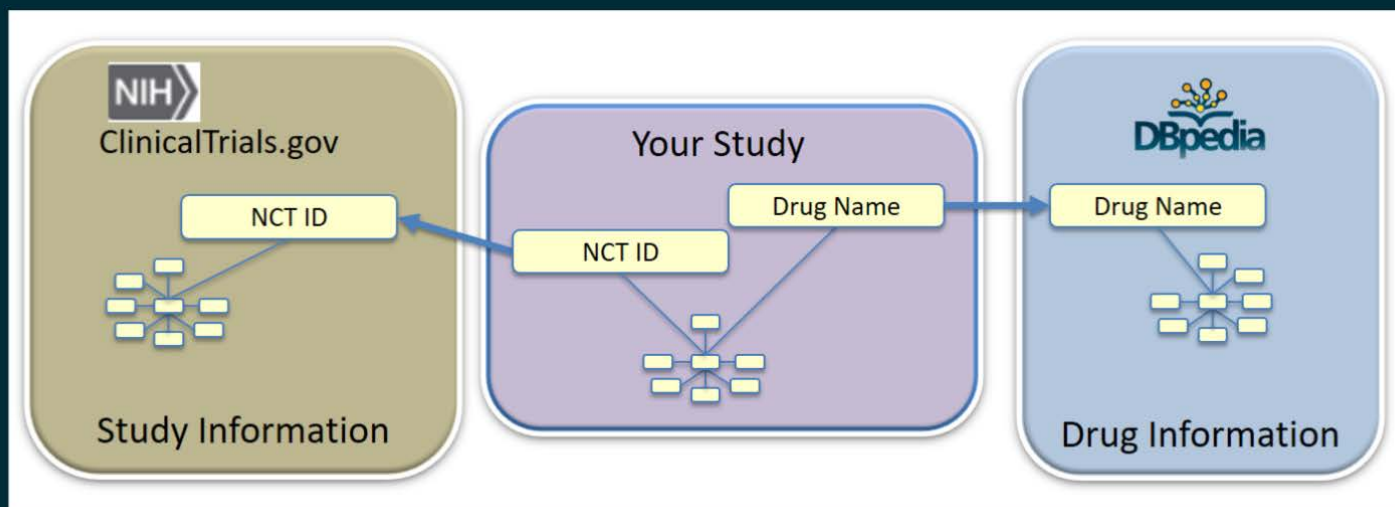 NIH
ClinicalTrials.gov
NCT ID
Study Information
Your Study
Drug Name
NCT ID
DBpedia
Drug Name
Drug Information